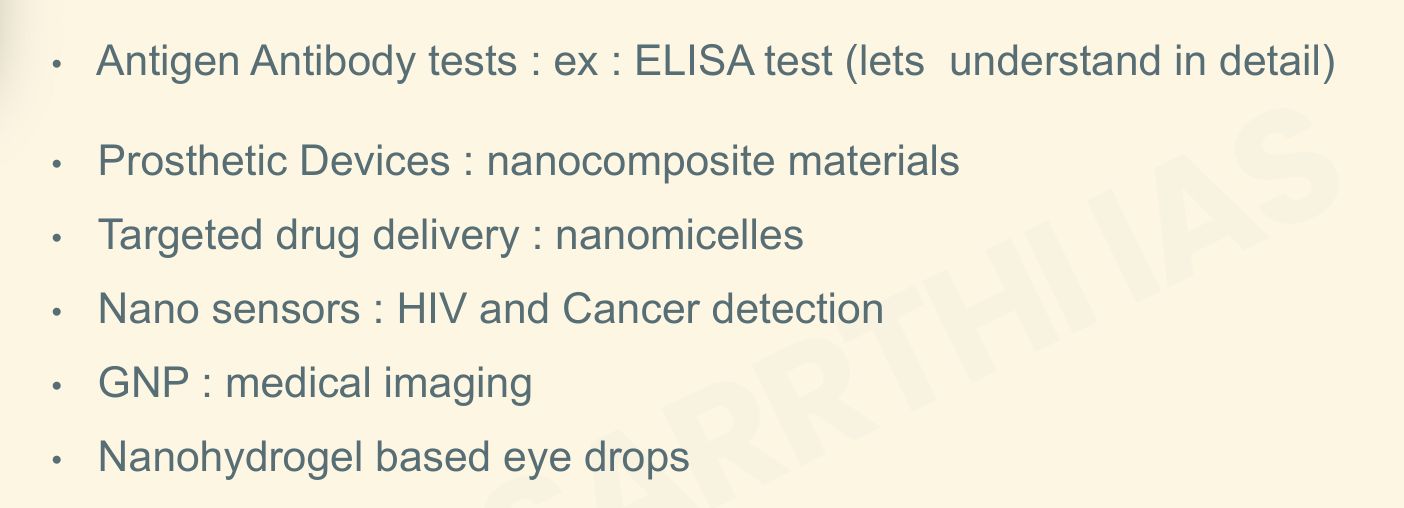 • Antigen Antibody tests : ex : ELISA test (lets  understand in detail)
• Prosthetic Devices : nanocomposite materials
• Targeted drug delivery : nanomicelles
• Nano sensors : HIV and Cancer detection
• GNP : medical imaging
• Nanohydrogel based eye drops
SARRTHI IAS